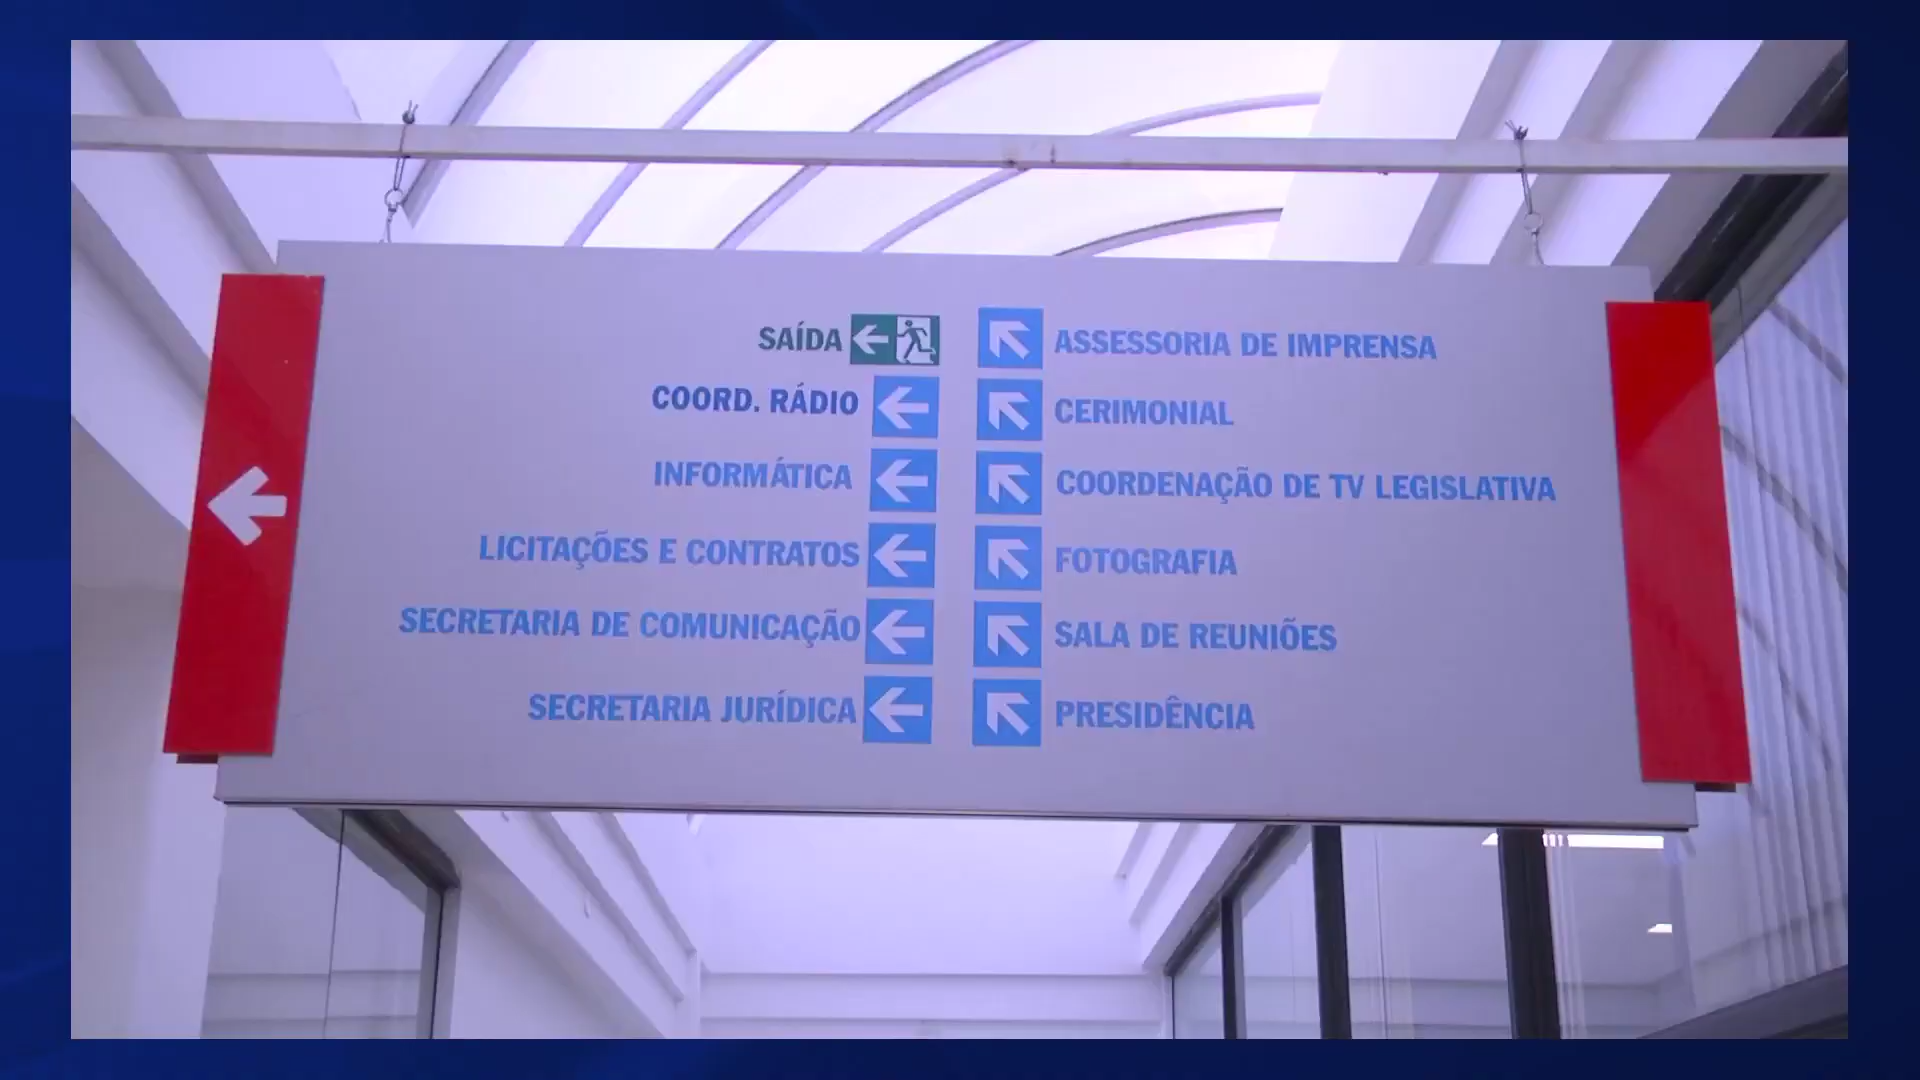 SAÍDA
COORD. RÁDIO
INFORMÁTICA
LICITAÇÕES E CONTRATOS
SECRETARIA DE COMUNICAÇÃO
SECRETARIA JURÍDICA
ASSESSORIA DE IMPRENSA
CERIMONIAL
COORDENAÇÃO DE TV LEGISLATIVA
FOTOGRAFIA
SALA DE REUNIÕES
PRESIDÊNCIA